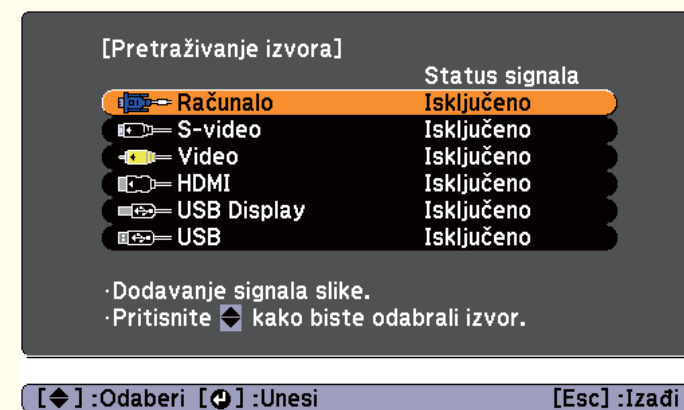 [Pretraživanje izvora]
Status signala
Računalo Isključeno
S-video Isključeno
Video Isključeno
HDMI Isključeno
USB Display Isključeno
USB Isključeno
·Dodavanje signala slike.
·Pritisnite kako biste odabrali izvor.
[ ] :Odaberi [ ] :Unesi [Esc] :Izađi